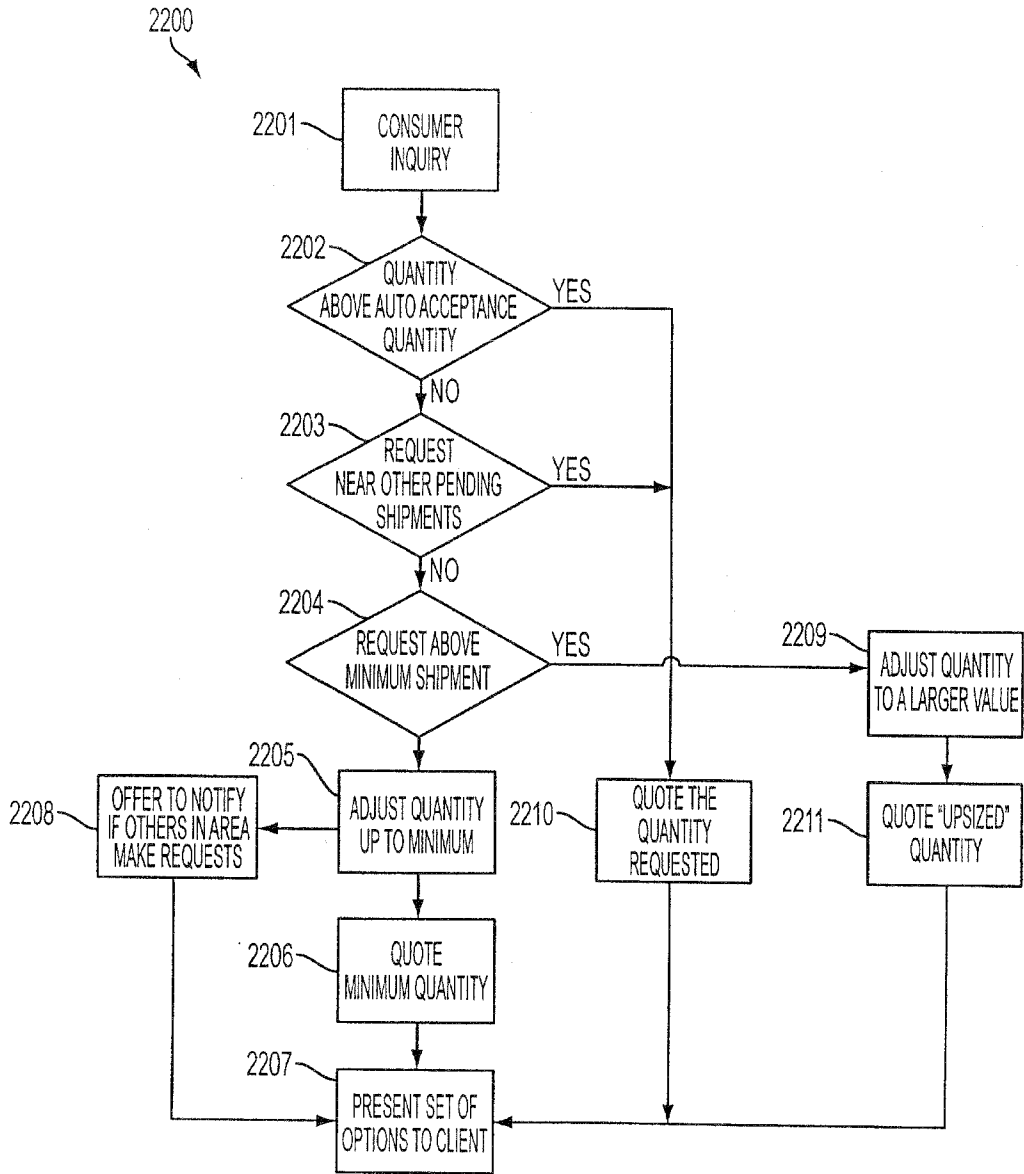 2200
2201
CONSUMER
INQUIRY
2202
QUANTITY
ABOVE AUTO ACCEPTANCE
QUANTITY
YES
NO
2203
REQUEST
NEAR OTHER PENDING
SHIPMENTS
YES
NO
2204
REQUEST ABOVE
MINIMUM SHIPMENT
YES
2209
ADJUST QUANTITY
TO A LARGER VALUE
2205
ADJUST QUANTITY
UP TO MINIMUM
2208
OFFER TO NOTIFY
IF OTHERS IN AREA
MAKE REQUESTS
2210
QUOTE THE
QUANTITY
REQUESTED
2211
QUOTE "UPSIZED"
QUANTITY
2206
QUOTE
MINIMUM QUANTITY
2207
PRESENT SET OF
OPTIONS TO CLIENT